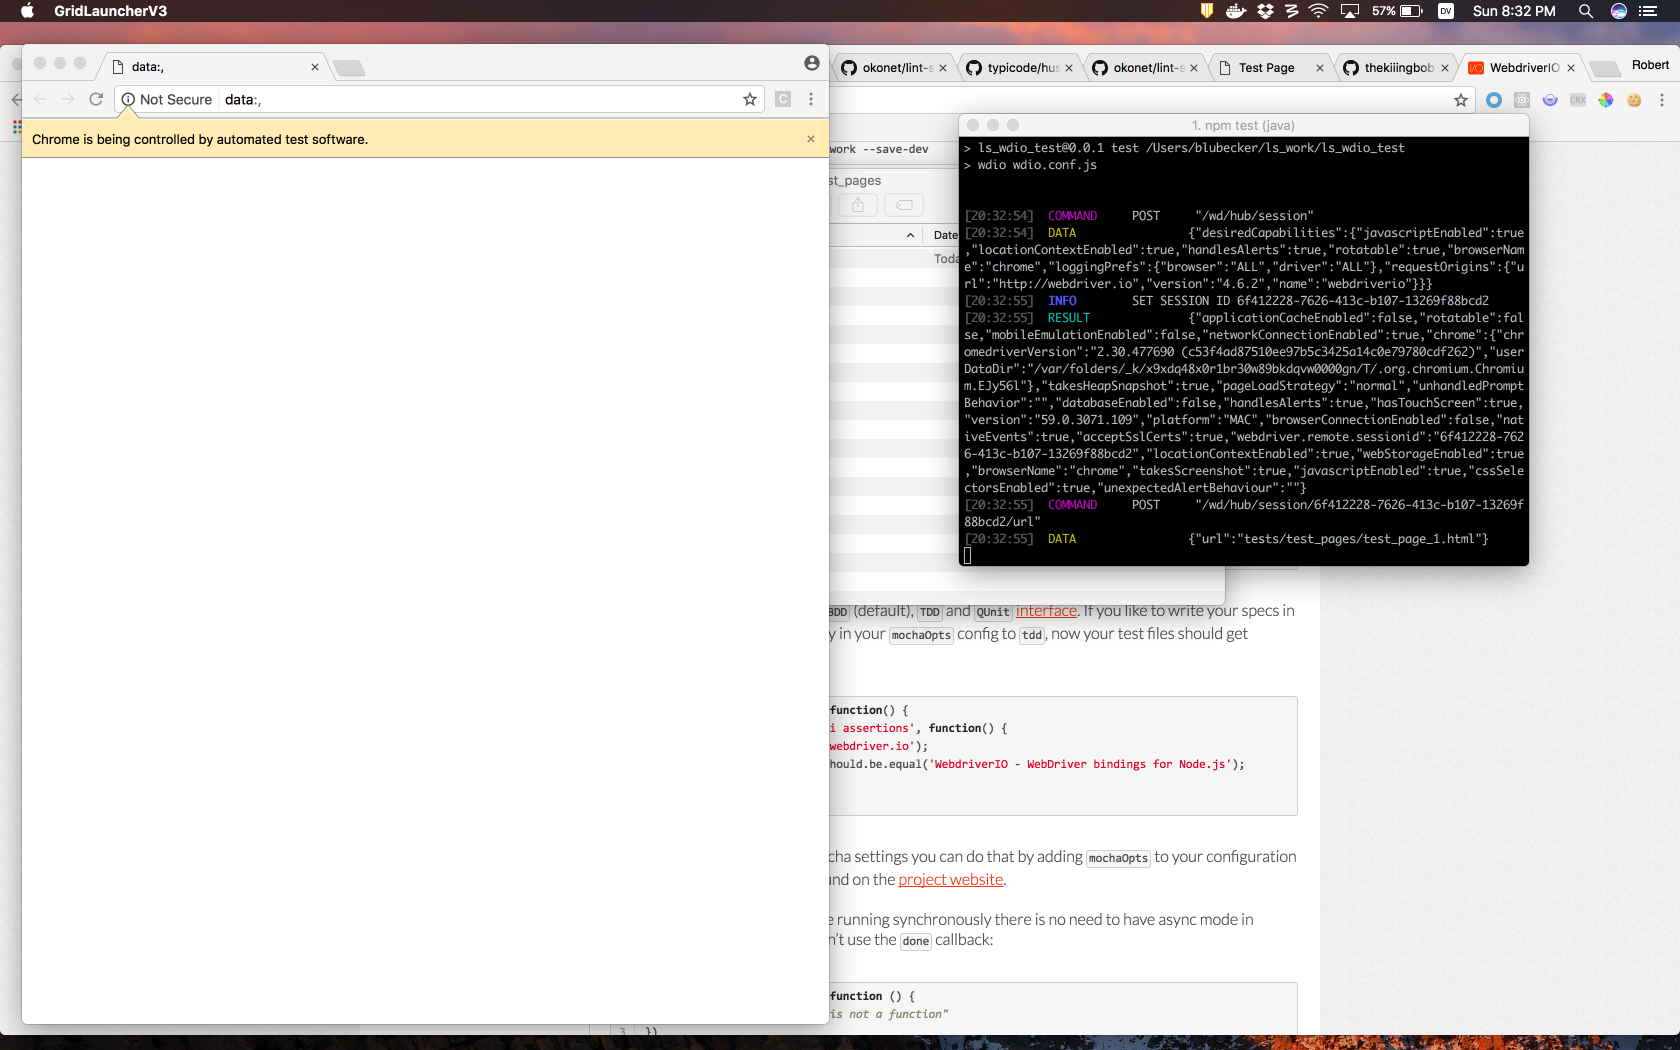 GridLauncherV3
57%
DV
Sun 8:32 PM
data:,
okonet/lint-s
typicode/hus
okonet/lint-s
Test Page
thekiiingbob
WebdriverIO
Robert
Not Secure
data:,
C
CRX
Chrome is being controlled by automated test software.
work --save-dev
st_pages
Date
Toda
1. npm test (java)
> ls_wdio_test@0.0.1 test /Users/blubecker/ls_work/ls_wdio_test
> wdio wdio.conf.js
[20:32:54] COMMAND POST "/wd/hub/session"
[20:32:54] DATA {"desiredCapabilities":{"javascriptEnabled":true
,"locationContextEnabled":true,"handlesAlerts":true,"rotatable":true,"browserNam
e":"chrome","loggingPrefs":{"browser":"ALL","driver":"ALL"},"requestOrigins":{"u
rl":"http://webdriver.io","version":"4.6.2","name":"webdriverio"}}}
[20:32:55] INFO SET SESSION ID 6f412228-7626-413c-b107-13269f88bcd2
[20:32:55] RESULT {"applicationCacheEnabled":false,"rotatable":fal
se,"mobileEmulationEnabled":false,"networkConnectionEnabled":true,"chrome":{"chr
omedriverVersion":"2.30.477690 (c53f4ad87510ee97b5c3425a14c0e79780cdf262)","user
DataDir":"/var/folders/_k/x9xdq48x0r1br30w89bkdqvw0000gn/T/.org.chromium.Chromiu
m.EJy56l"},"takesHeapSnapshot":true,"pageLoadStrategy":"normal","unhandledPrompt
Behavior":"","databaseEnabled":false,"handlesAlerts":true,"hasTouchScreen":true,
"version":"59.0.3071.109","platform":"MAC","browserConnectionEnabled":false,"nat
iveEvents":true,"acceptSslCerts":true,"webdriver.remote.sessionid":"6f412228-762
6-413c-b107-13269f88bcd2","locationContextEnabled":true,"webStorageEnabled":true
,"browserName":"chrome","takesScreenshot":true,"javascriptEnabled":true,"cssSele
ctorsEnabled":true,"unexpectedAlertBehaviour":""}
[20:32:55] COMMAND POST "/wd/hub/session/6f412228-7626-413c-b107-13269f
88bcd2/url"
[20:32:55] DATA {"url":"tests/test_pages/test_page_1.html"}
BDD (default), TDD and QUnit interface. If you like to write your specs in
y in your mochaOpts config to tdd, now your test files should get
function() {
i assertions', function() {
webdriver.io');
hould.be.equal('WebdriverIO - WebDriver bindings for Node.js');
cha settings you can do that by adding mochaOpts to your configuration
und on the project website.
e running synchronously there is no need to have async mode in
n't use the done callback:
function () {
is not a function"
3 })